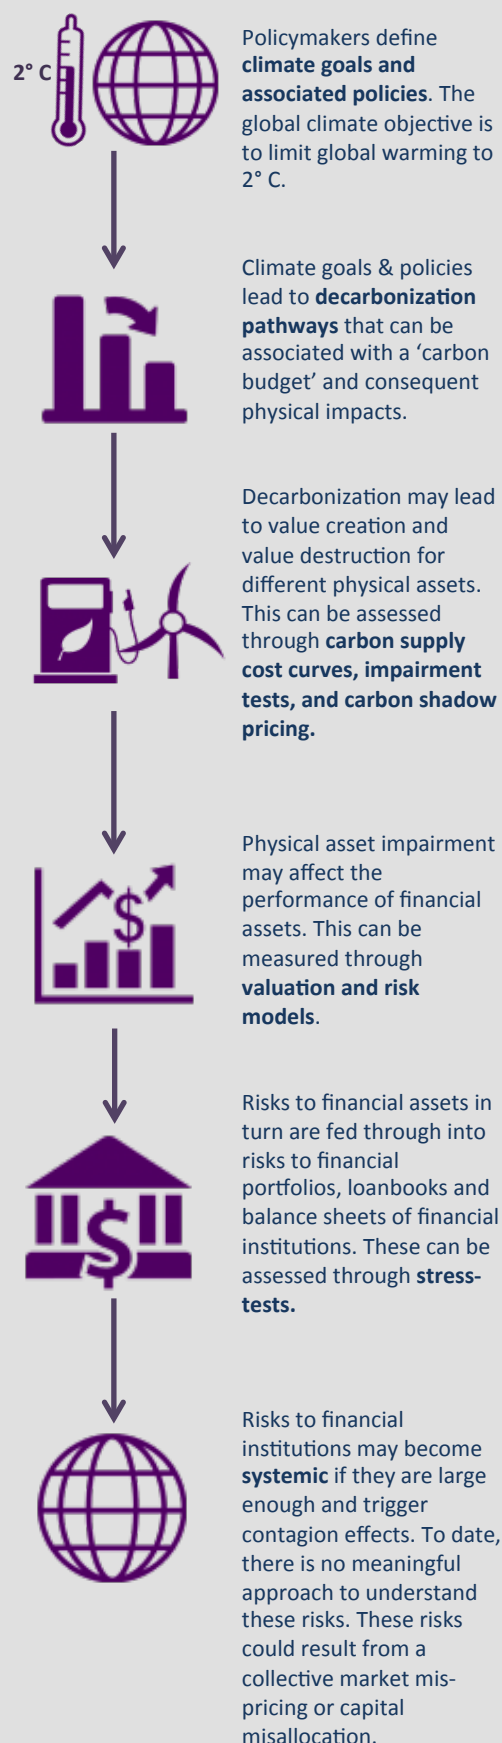 2° C
Policymakers define
climate goals and
associated policies. The
global climate objective is
to limit global warming to
2° C.
Climate goals & policies
lead to decarbonization
pathways that can be
associated with a ‘carbon
budget’ and consequent
physical impacts.
Decarbonization may lead
to value creation and
value destruction for
different physical assets.
This can be assessed
through carbon supply
cost curves, impairment
tests, and carbon shadow
pricing.
Physical asset impairment
may affect the
performance of financial
assets. This can be
measured through
valuation and risk
models.
$
Risks to financial assets in
turn are fed through into
risks to financial
portfolios, loanbooks and
balance sheets of financial
institutions. These can be
assessed through stress-
tests.
$
Risks to financial
institutions may become
systemic if they are large
enough and trigger
contagion effects. To date,
there is no meaningful
approach to understand
these risks. These risks
could result from a
collective market mis-
pricing or capital
misallocation.